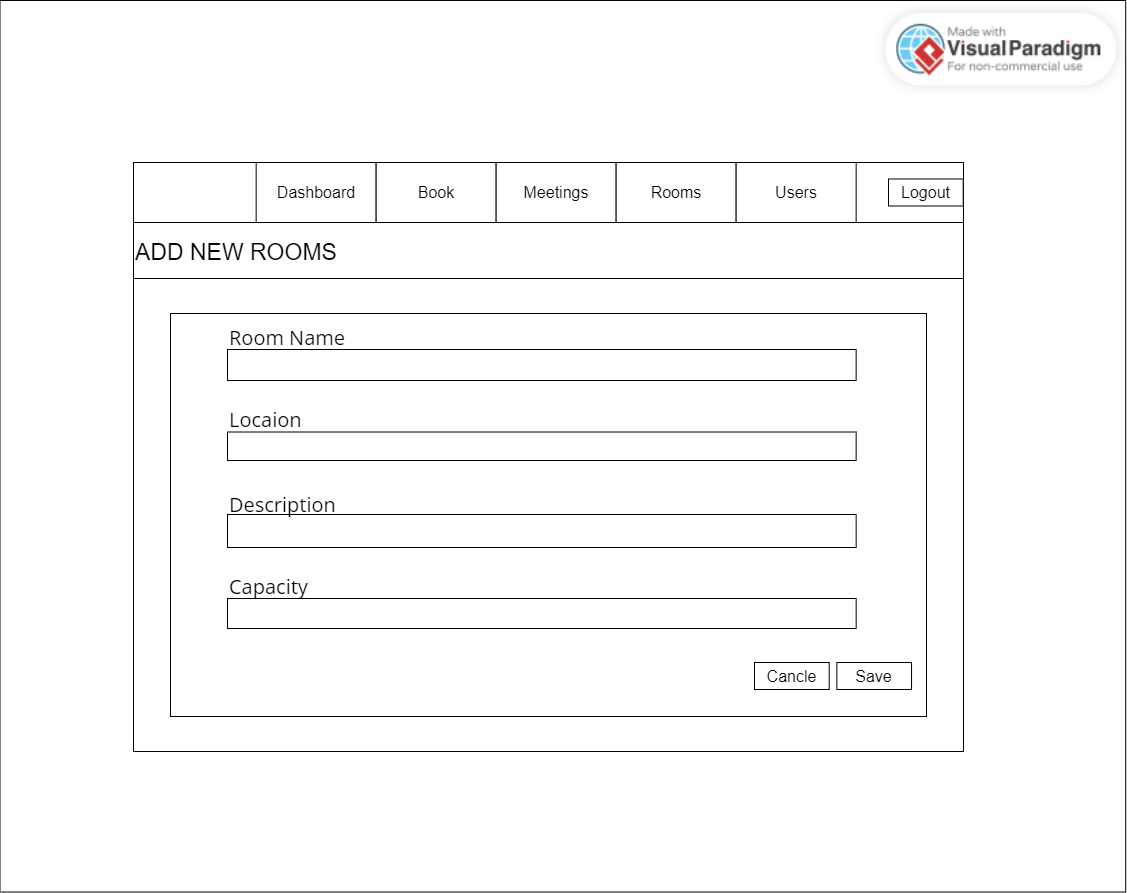 Made with
Visual Paradigm
For non-commercial use
Dashboard Book Meetings Rooms Users Logout
ADD NEW ROOMS
Room Name
Locaion
Description
Capacity
Cancle Save